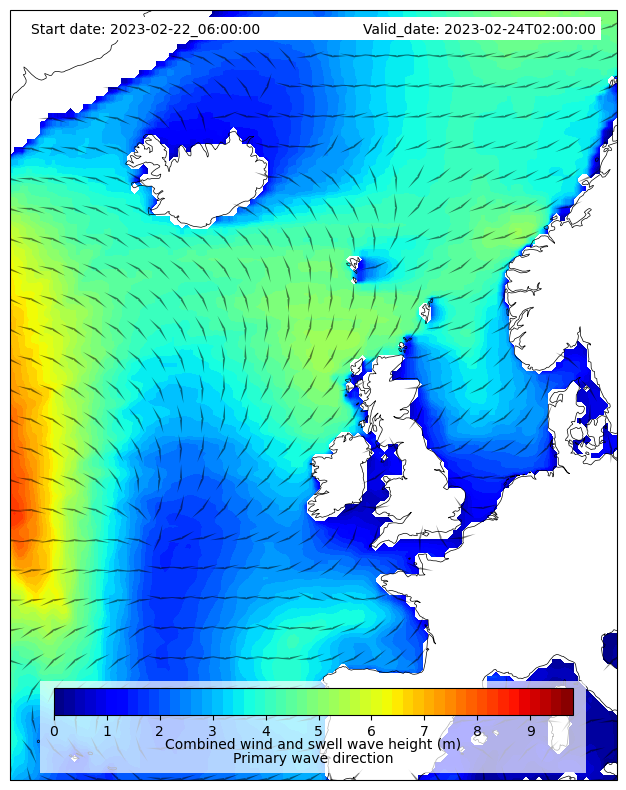 Start date: 2023-02-22_06:00:00 Valid_date: 2023-02-24T02:00:00
0 1 2 3 4 5 6 7 8 9
Combined wind and swell wave height (m)
Primary wave direction